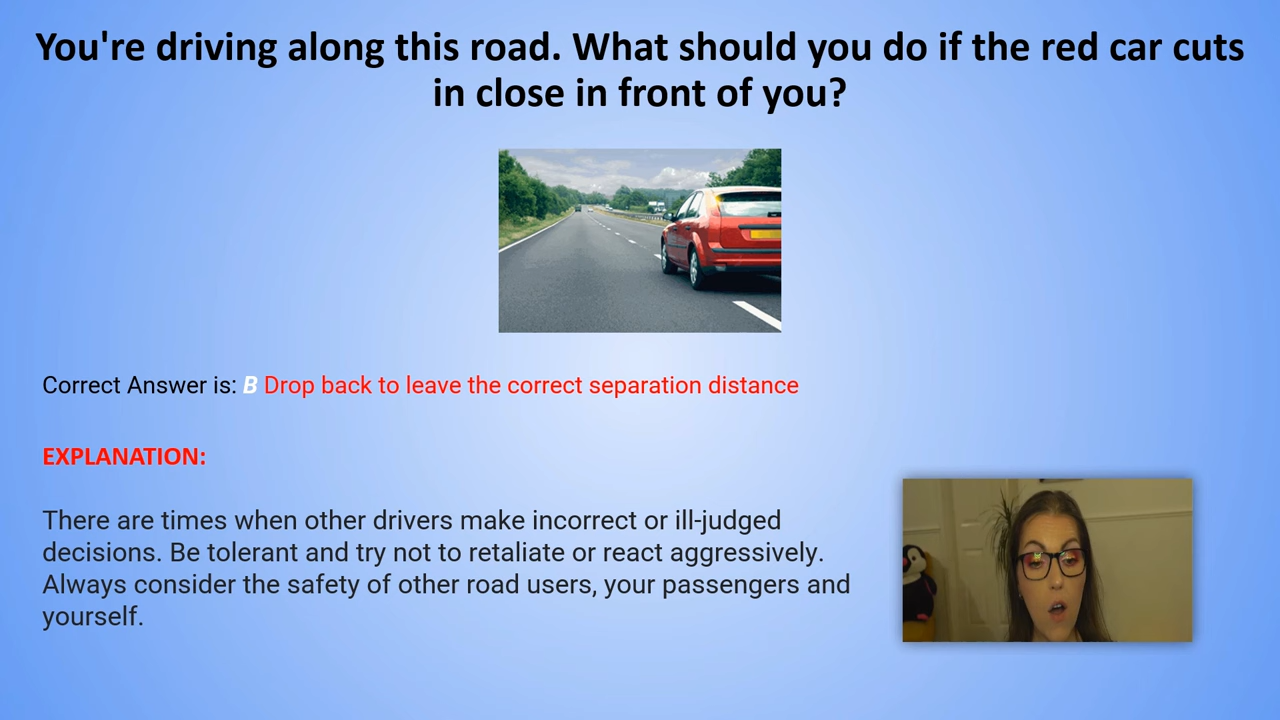 You're driving along this road. What should you do if the red car cuts
in close in front of you?
Correct Answer is: B Drop back to leave the correct separation distance
EXPLANATION:
There are times when other drivers make incorrect or ill-judged
decisions. Be tolerant and try not to retaliate or react aggressively.
Always consider the safety of other road users, your passengers and
yourself.